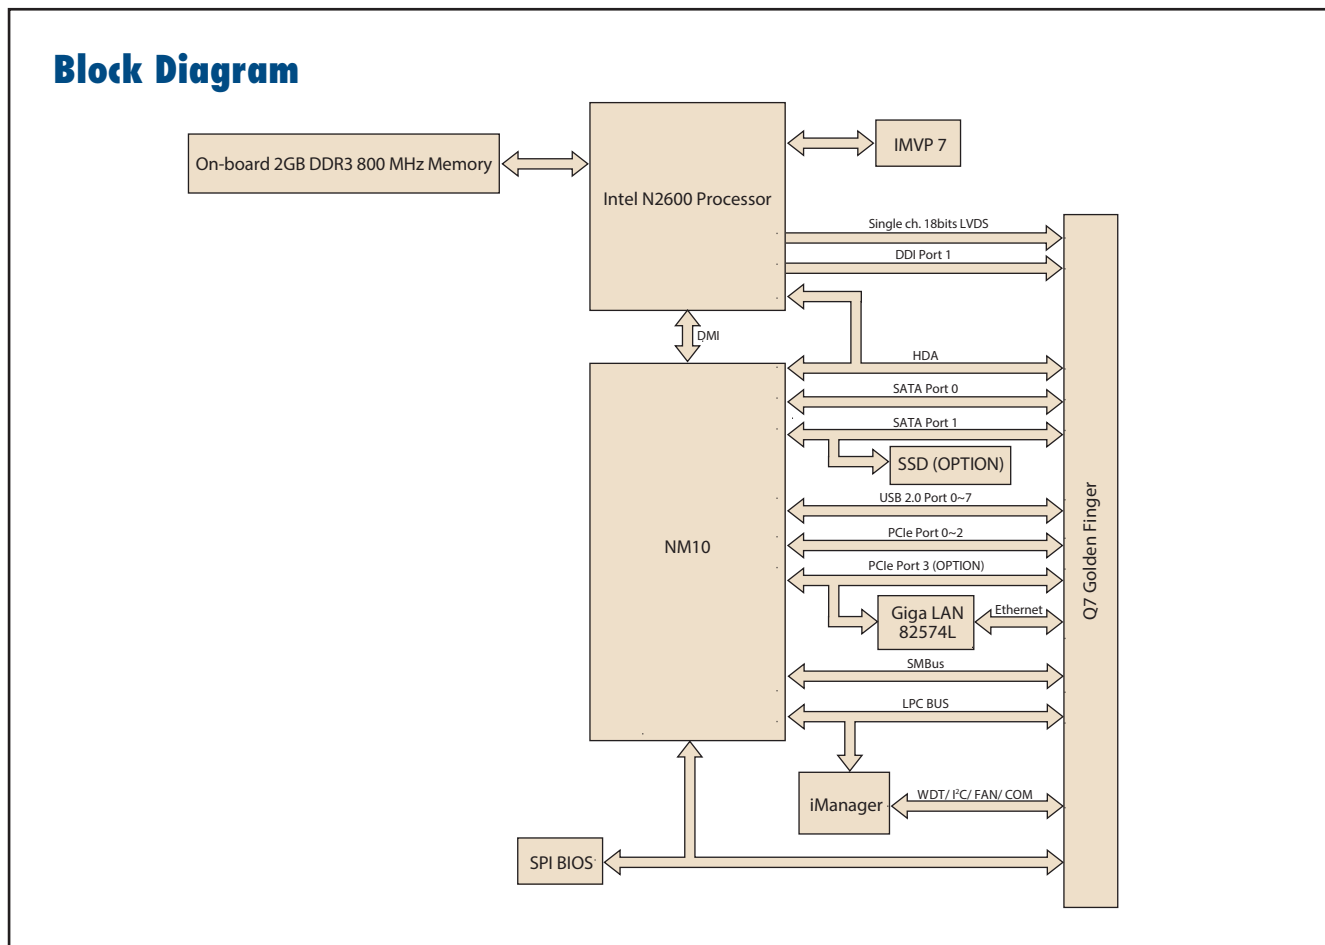 Block Diagram
On-board 2GB DDR3 800 MHz Memory
Intel N2600 Processor
IMVP 7
Single ch. 18bits LVDS
DDI Port 1
DMI
HDA
SATA Port 0
SATA Port 1
SSD (OPTION)
USB 2.0 Port 0~7
NM10
PCIe Port 0~2
PCIe Port 3 (OPTION)
Giga LAN
82574L
Ethernet
Q7 Golden Finger
SMBus
LPC BUS
iManager
WDT/ I²C/ FAN/ COM
SPI BIOS